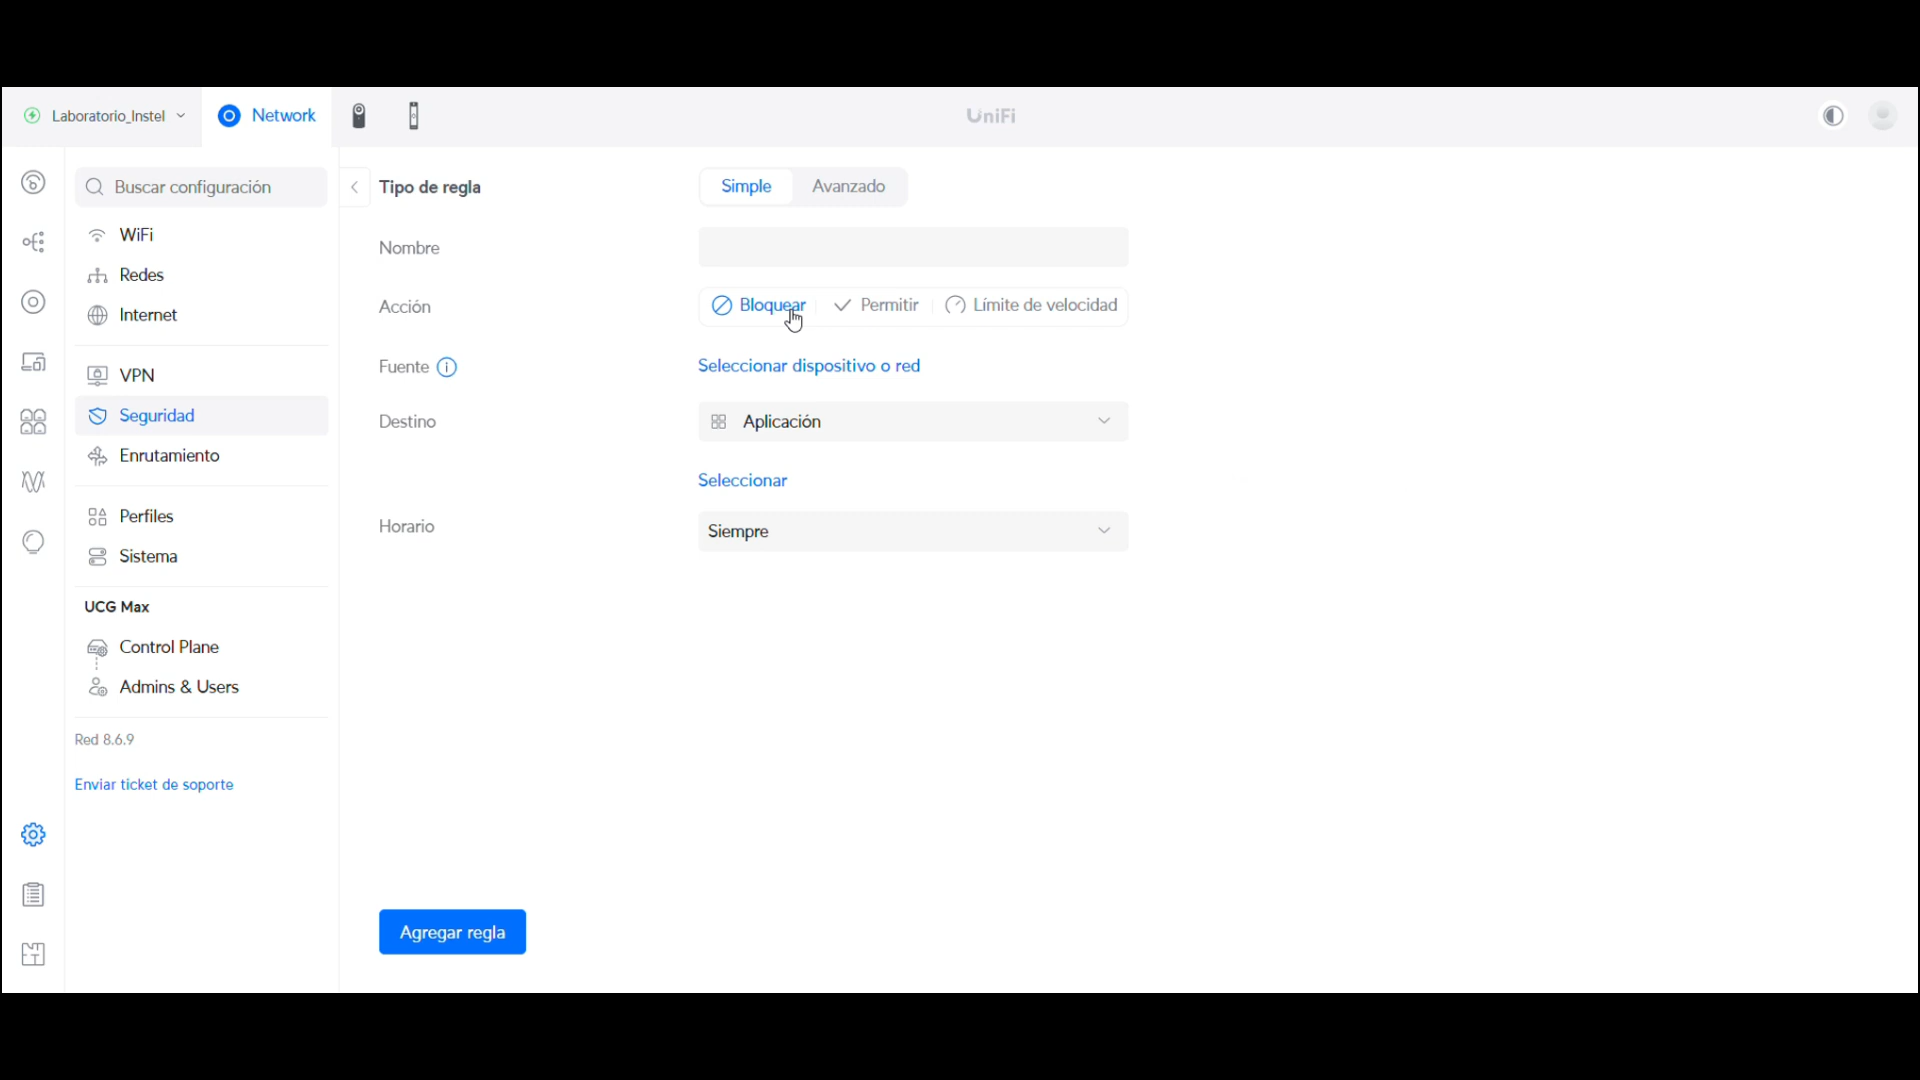 Laboratorio_Instel
Network
UniFi
Buscar configuración
WiFi
Redes
Internet
VPN
Seguridad
Enrutamiento
Perfiles
Sistema
UCG Max
Control Plane
Admins & Users
Red 8.6.9
Enviar ticket de soporte
Tipo de regla
Simple Avanzado
Nombre
Acción
Bloquear Permitir Límite de velocidad
Fuente
Seleccionar dispositivo o red
Destino
Aplicación
Seleccionar
Horario
Siempre
Agregar regla